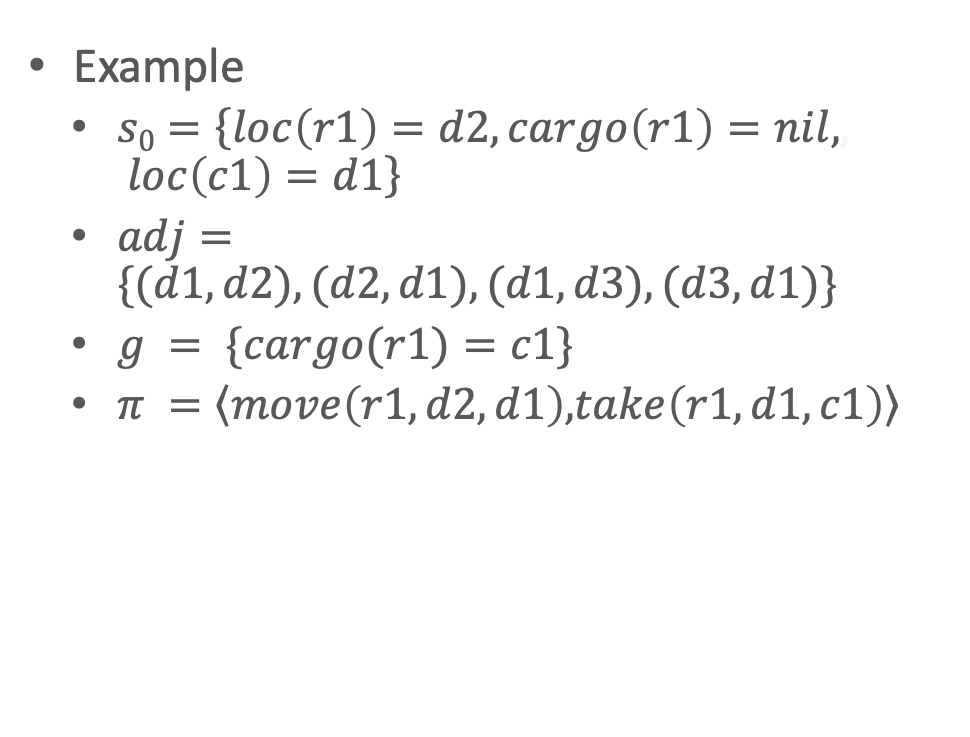 • Example
• s₀ = {loc(r1) = d2, cargo(r1) = nil,
loc(c1) = d1}
• adj =
{(d1, d2), (d2, d1), (d1, d3), (d3, d1)}
• g = {cargo(r1) = c1}
• π = ⟨move(r1, d2, d1),take(r1, d1, c1)⟩